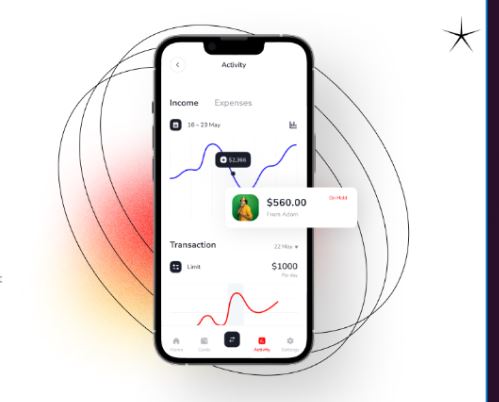 Activity
Income Expenses
16 – 23 May
$2,366
$560.00
On Hold
From Adam
Transaction
22 May
Limit
$1000
Per day
Home Cards Activity Settings